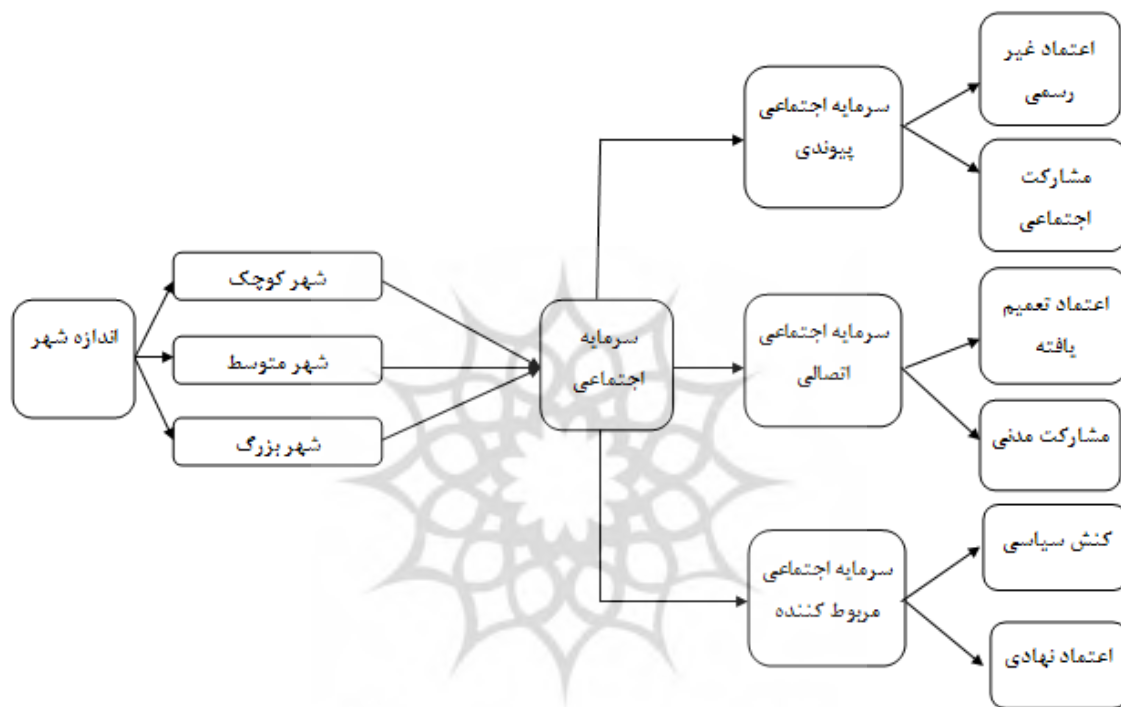 اندازه شهر
شهر کوچک
شهر متوسط
شهر بزرگ
سرمایه
اجتماعی
سرمایه اجتماعی
پیوندی
سرمایه اجتماعی
اتصالی
سرمایه اجتماعی
مربوط کننده
اعتماد غیر
رسمی
مشارکت
اجتماعی
اعتماد تعمیم
یافته
مشارکت مدنی
کنش سیاسی
اعتماد نهادی